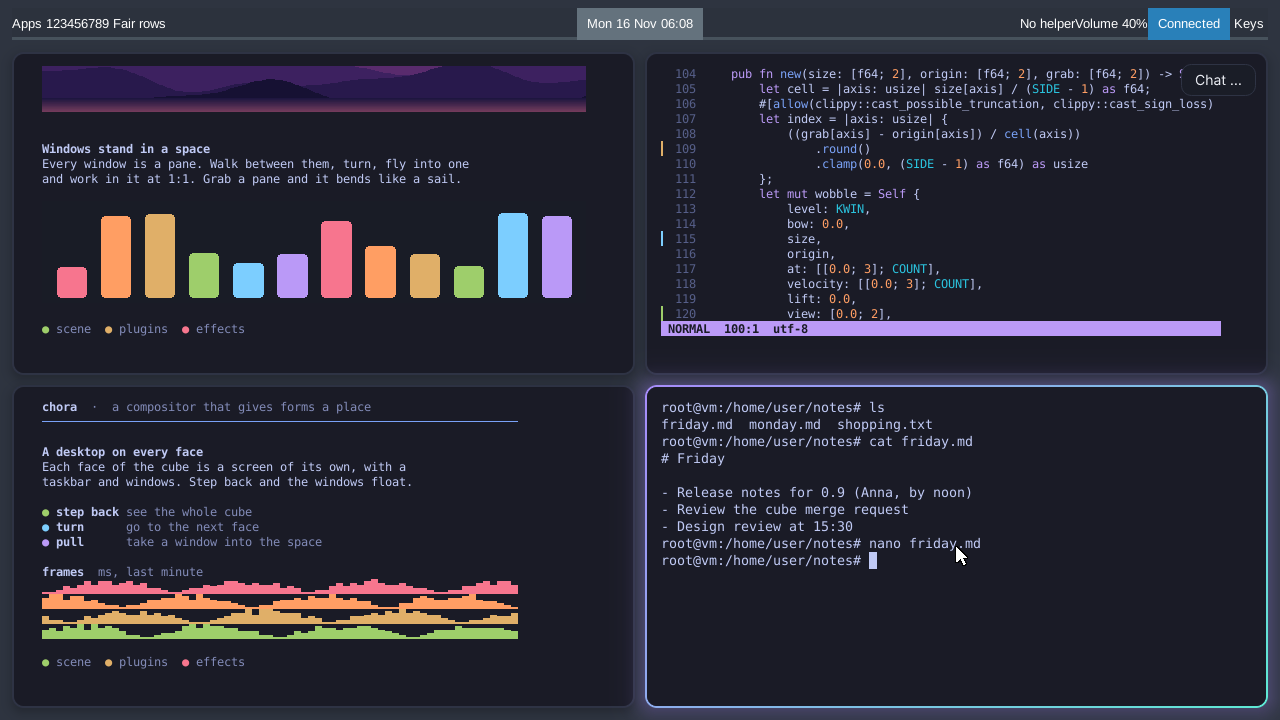 Apps 123456789 Fair rows
Mon 16 Nov 06:08
No helper Volume 40% Connected Keys
Windows stand in a space
Every window is a pane. Walk between them, turn, fly into one
and work in it at 1:1. Grab a pane and it bends like a sail.
● scene ● plugins ● effects
104 pub fn new(size: [f64; 2], origin: [f64; 2], grab: [f64; 2]) ->
Chat ...
105 let cell = |axis: usize| size[axis] / (SIDE - 1) as f64;
106 #[allow(clippy::cast_possible_truncation, clippy::cast_sign_loss)
107 let index = |axis: usize| {
108 ((grab[axis] - origin[axis]) / cell(axis))
109 .round()
110 .clamp(0.0, (SIDE - 1) as f64) as usize
111 };
112 let mut wobble = Self {
113 level: KWIN,
114 bow: 0.0,
115 size,
116 origin,
117 at: [[0.0; 3]; COUNT],
118 velocity: [[0.0; 3]; COUNT],
119 lift: 0.0,
120 view: [0.0; 2],
NORMAL 100:1 utf-8
chora · a compositor that gives forms a place
A desktop on every face
Each face of the cube is a screen of its own, with a
taskbar and windows. Step back and the windows float.
● step back see the whole cube
● turn go to the next face
● pull take a window into the space
frames ms, last minute
● scene ● plugins ● effects
root@vm:/home/user/notes# ls
friday.md monday.md shopping.txt
root@vm:/home/user/notes# cat friday.md
# Friday
- Release notes for 0.9 (Anna, by noon)
- Review the cube merge request
- Design review at 15:30
root@vm:/home/user/notes# nano friday.md
root@vm:/home/user/notes#